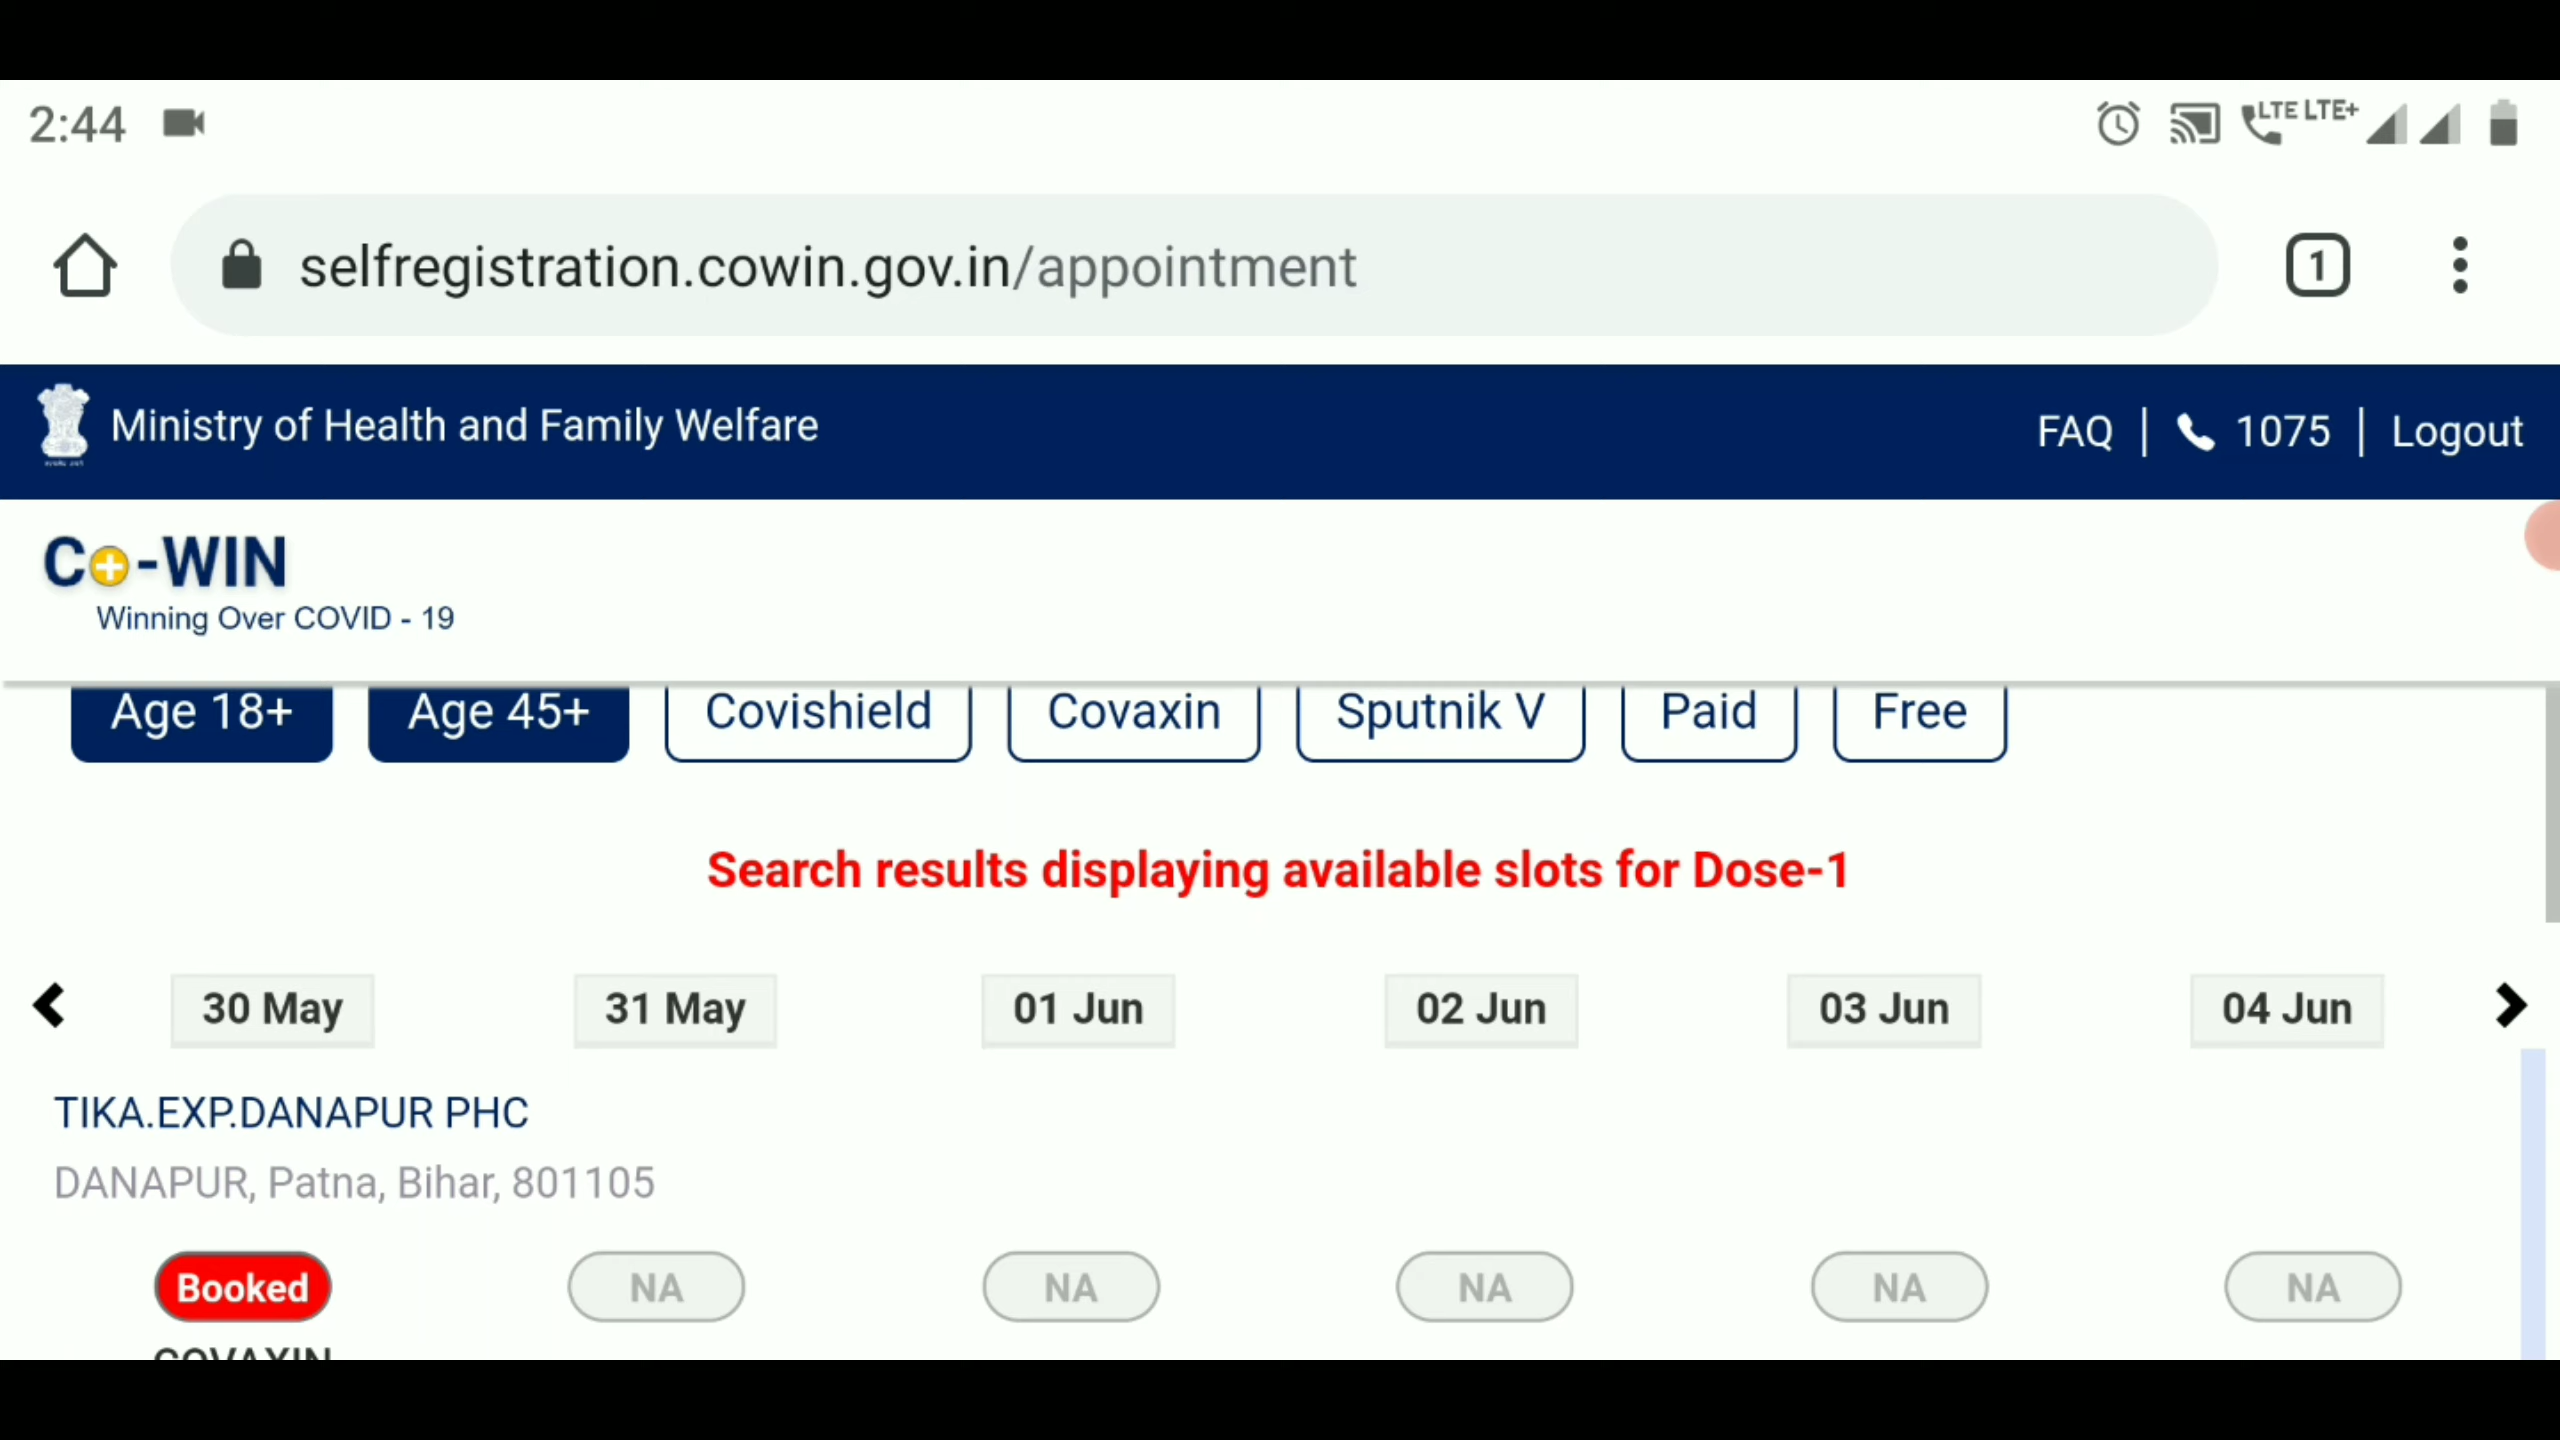 2:44 LTE LTE+
selfregistration.cowin.gov.in/appointment 1
Ministry of Health and Family Welfare FAQ | 1075 | Logout
Co-WIN
Winning Over COVID - 19
Age 18+ Age 45+ Covishield Covaxin Sputnik V Paid Free
Search results displaying available slots for Dose-1
30 May 31 May 01 Jun 02 Jun 03 Jun 04 Jun
TIKA.EXP.DANAPUR PHC
DANAPUR, Patna, Bihar, 801105
Booked NA NA NA NA NA
COVAXIN